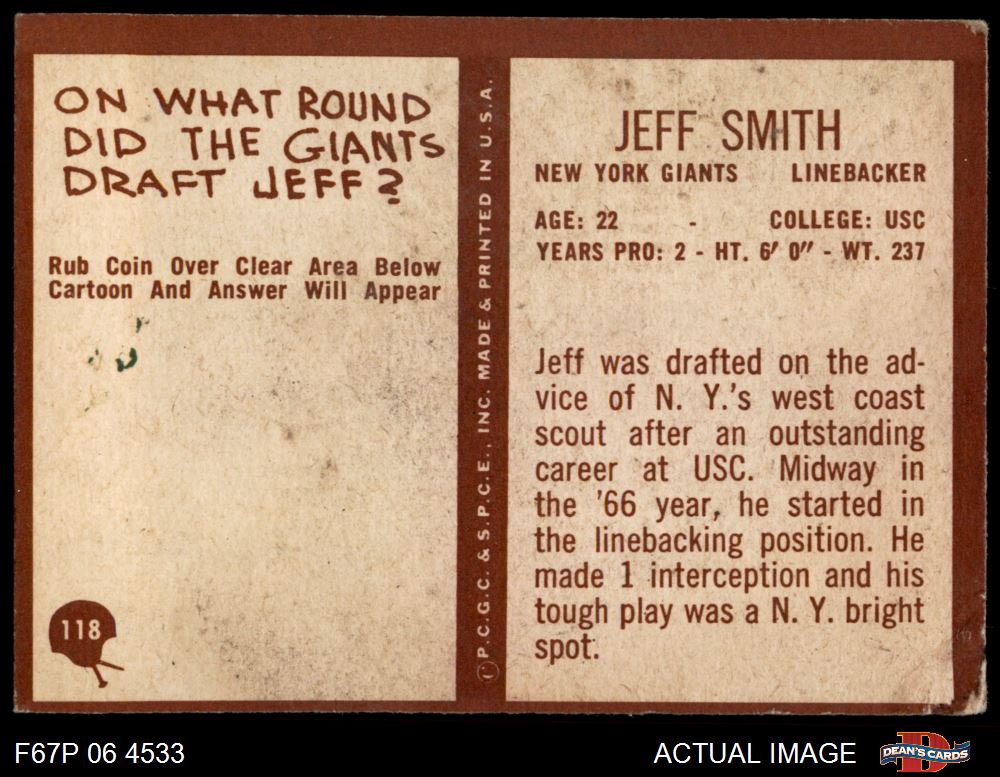 ON WHAT ROUND
DID THE GIANTS
DRAFT JEFF?
Rub Coin Over Clear Area Below
Cartoon And Answer Will Appear
118
© P.C.G.C. & S.P.C.E., INC. MADE & PRINTED IN U.S.A.
JEFF SMITH
NEW YORK GIANTS LINEBACKER
AGE: 22 - COLLEGE: USC
YEARS PRO: 2 - HT. 6' 0" - WT. 237
Jeff was drafted on the ad-
vice of N. Y.'s west coast
scout after an outstanding
career at USC. Midway in
the '66 year, he started in
the linebacking position. He
made 1 interception and his
tough play was a N. Y. bright
spot.
F67P 06 4533
ACTUAL IMAGE
DEAN'S CARDS